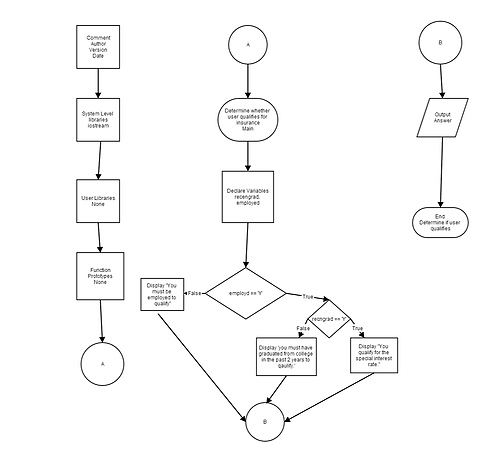 Comment
Author
Version
Date
System Level
libraries
iostream
User Libraries
None
Function
Prototypes
None
A
A
Determine whether
user qualifies for
insurance
Main
Declare Variables
recengrad,
employed
employd == 'Y'
False
True
Display "You
must be
employed to
qualify"
recngrad == 'Y'
False
True
Display 'you must have
graduated from college
in the past 2 years to
qaulify."
Display "You
qualify for the
special interest
rate."
B
B
Output
Answer
End
Determine if user
qualifies